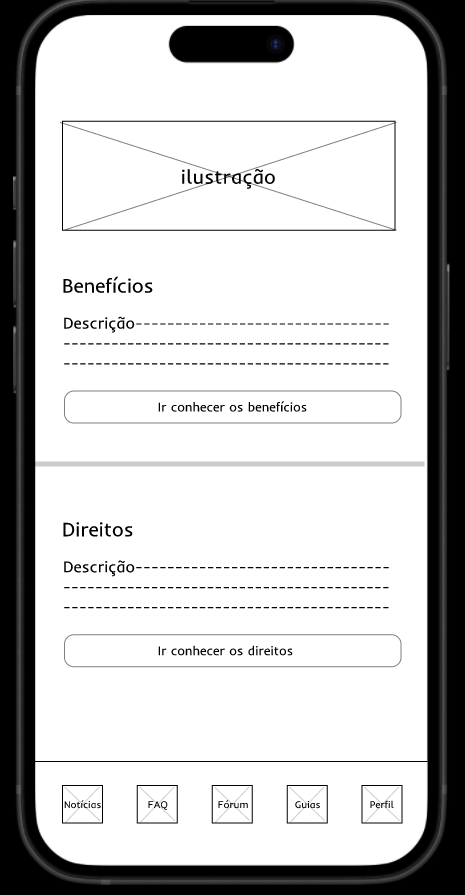 ilustração
Benefícios
Descrição--------------------------------
-----------------------------------------
-----------------------------------------
Ir conhecer os benefícios
Direitos
Descrição--------------------------------
-----------------------------------------
-----------------------------------------
Ir conhecer os direitos
Notícias FAQ Fórum Guias Perfil